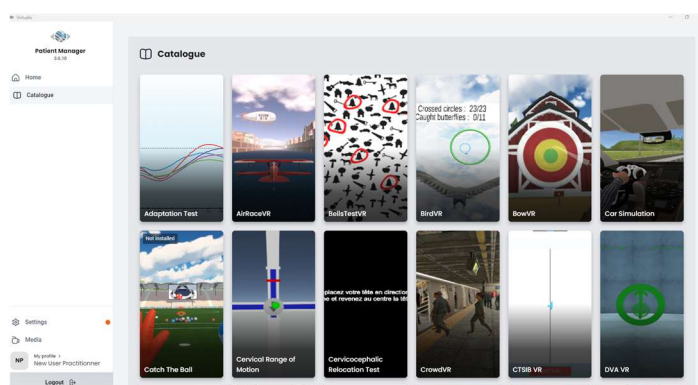 Virtualis
Patient Manager
Home
Catalogue
Settings
Media
NP
My profile >
New User Practitionner
Logout
Catalogue
Adaptation Test
AirRaceVR
BellsTestVR
Crossed circles : 23/23
Caught butterflies : 0/11
BirdVR
BowVR
Car Simulation
Not installed
Catch The Ball
Cervical Range of
Motion
placez votre tête en direction
et revenez au centre la têt
Cervicocephalic
Relocation Test
CrowdVR
CTSIB VR
DVA VR